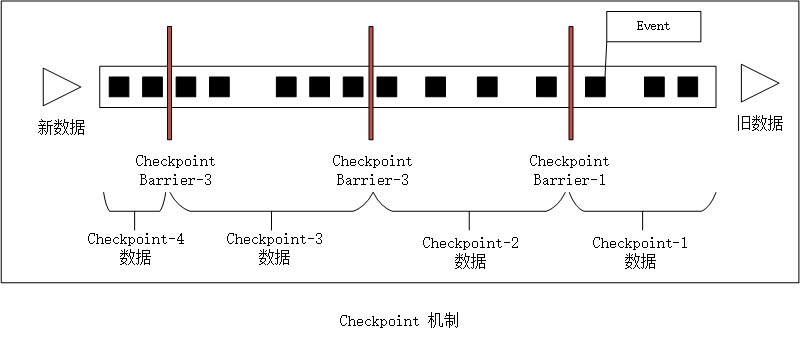 Event
新数据
旧数据
Checkpoint
Barrier-3
Checkpoint
Barrier-3
Checkpoint
Barrier-1
Checkpoint-4
数据
Checkpoint-3
数据
Checkpoint-2
数据
Checkpoint-1
数据
Checkpoint 机制